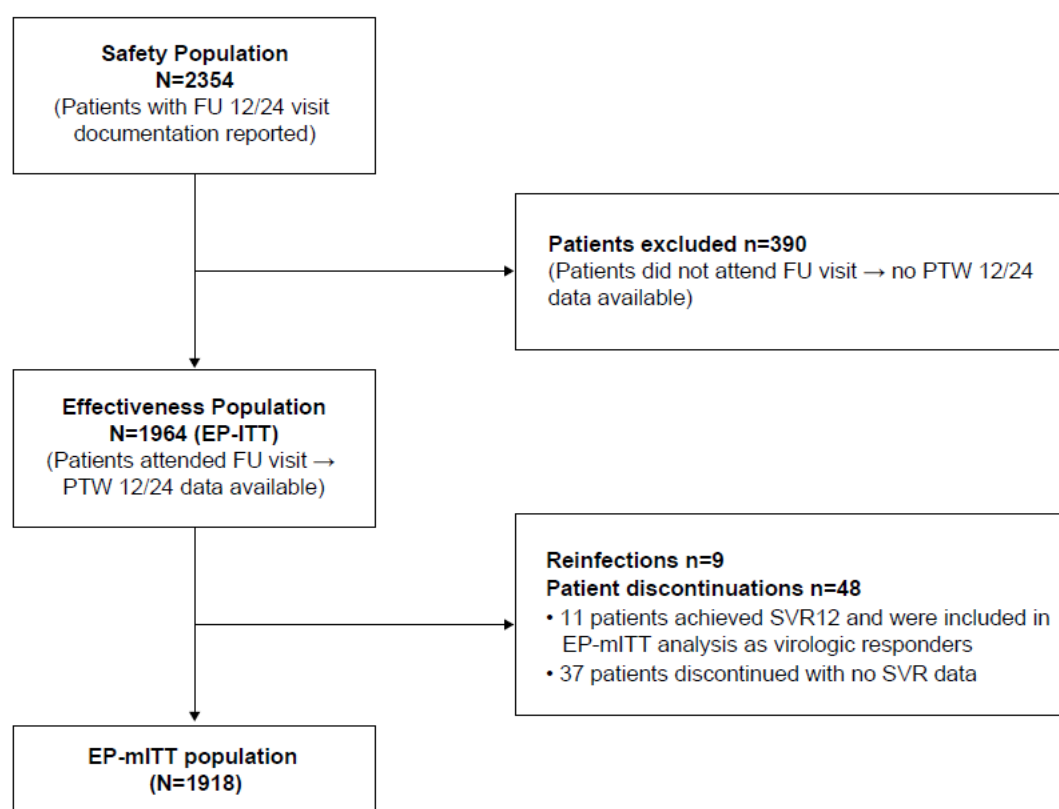 Safety Population
N=2354
(Patients with FU 12/24 visit
documentation reported)
Patients excluded n=390
(Patients did not attend FU visit → no PTW 12/24
data available)
Effectiveness Population
N=1964 (EP-ITT)
(Patients attended FU visit →
PTW 12/24 data available)
Reinfections n=9
Patient discontinuations n=48
• 11 patients achieved SVR12 and were included in
EP-mITT analysis as virologic responders
• 37 patients discontinued with no SVR data
EP-mITT population
(N=1918)